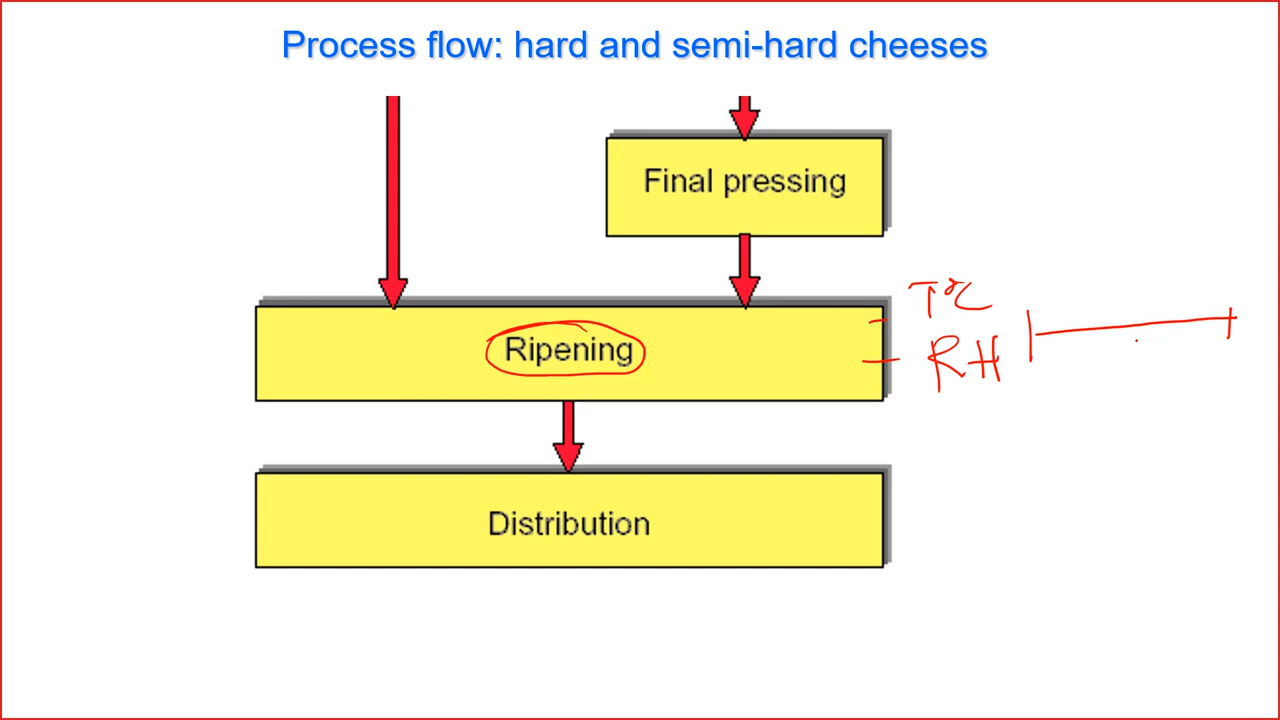 Process flow: hard and semi-hard cheeses
Final pressing
T°C
Ripening
RH
Distribution